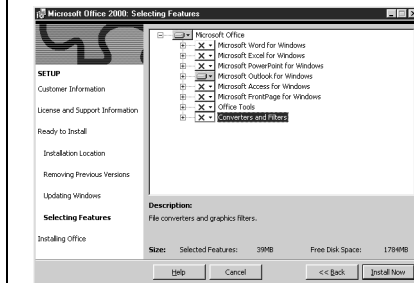 Microsoft Office 2000: Selecting Features
SETUP
Customer Information
License and Support Information
Ready to Install
Installation Location
Removing Previous Versions
Updating Windows
Selecting Features
Installing Office
Microsoft Office
Microsoft Word for Windows
Microsoft Excel for Windows
Microsoft PowerPoint for Windows
Microsoft Outlook for Windows
Microsoft Access for Windows
Microsoft FrontPage for Windows
Office Tools
Converters and Filters
Description:
File converters and graphics filters.
Size: Selected Features: 39MB Free Disk Space: 1784MB
Help Cancel << Back Install Now